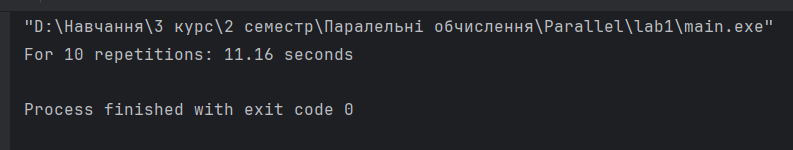 "D:\Навчання\3 курс\2 семестр\Паралельні обчислення\Parallel\lab1\main.exe"
For 10 repetitions: 11.16 seconds
Process finished with exit code 0